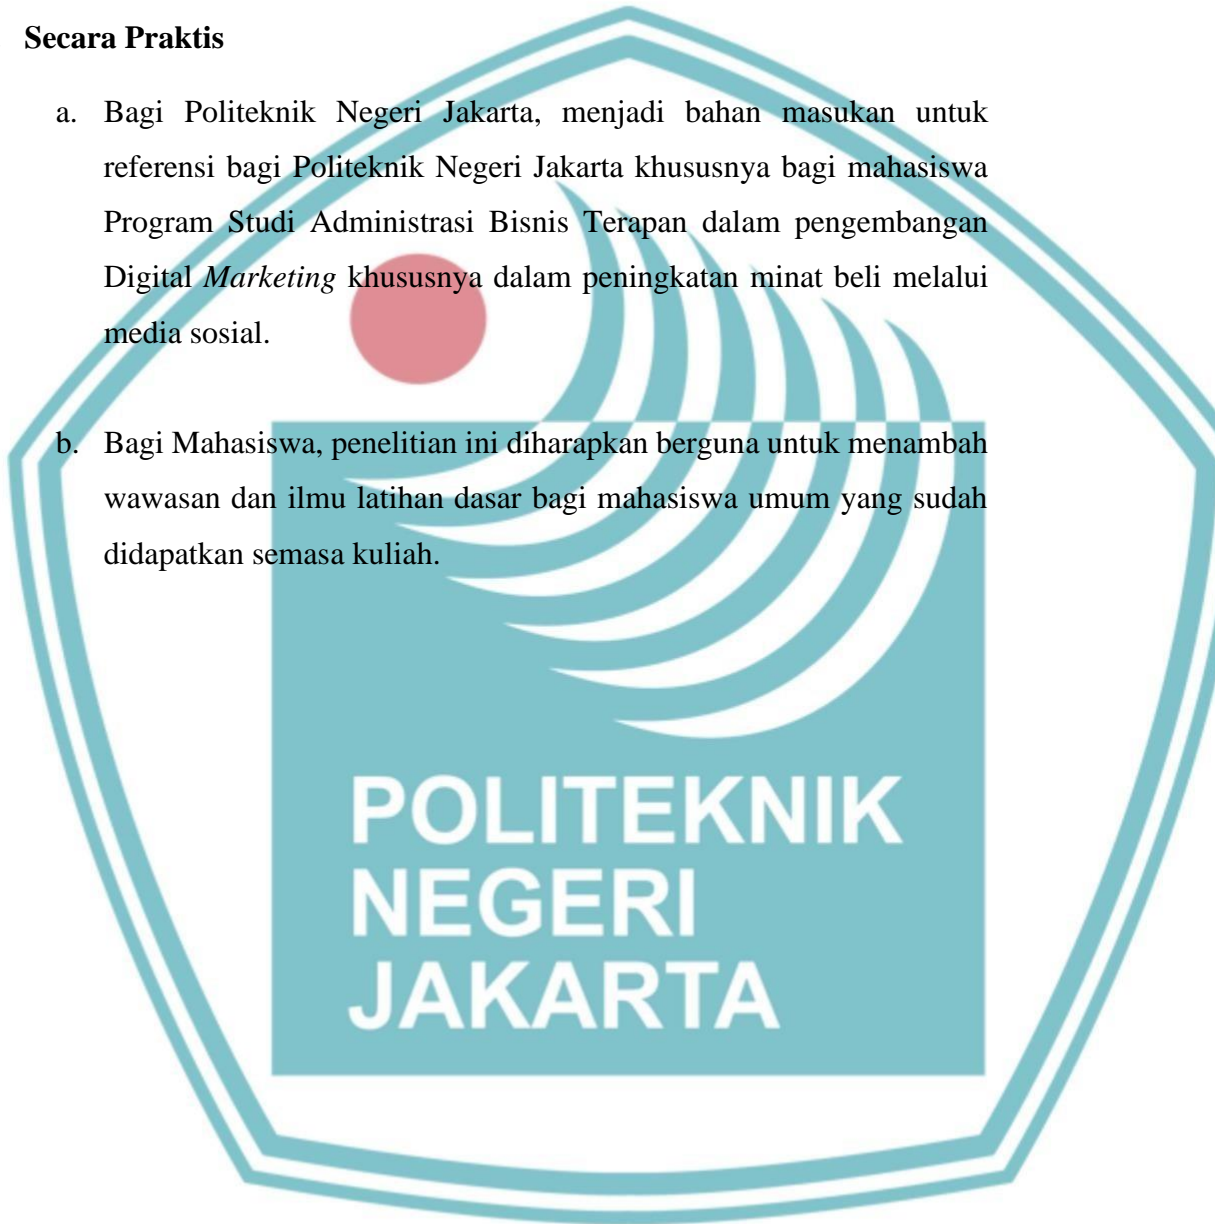 Secara Praktis
a. Bagi Politeknik Negeri Jakarta, menjadi bahan masukan untuk
referensi bagi Politeknik Negeri Jakarta khususnya bagi mahasiswa
Program Studi Administrasi Bisnis Terapan dalam pengembangan
Digital Marketing khususnya dalam peningkatan minat beli melalui
media sosial.
b. Bagi Mahasiswa, penelitian ini diharapkan berguna untuk menambah
wawasan dan ilmu latihan dasar bagi mahasiswa umum yang sudah
didapatkan semasa kuliah.
POLITEKNIK
NEGERI
JAKARTA